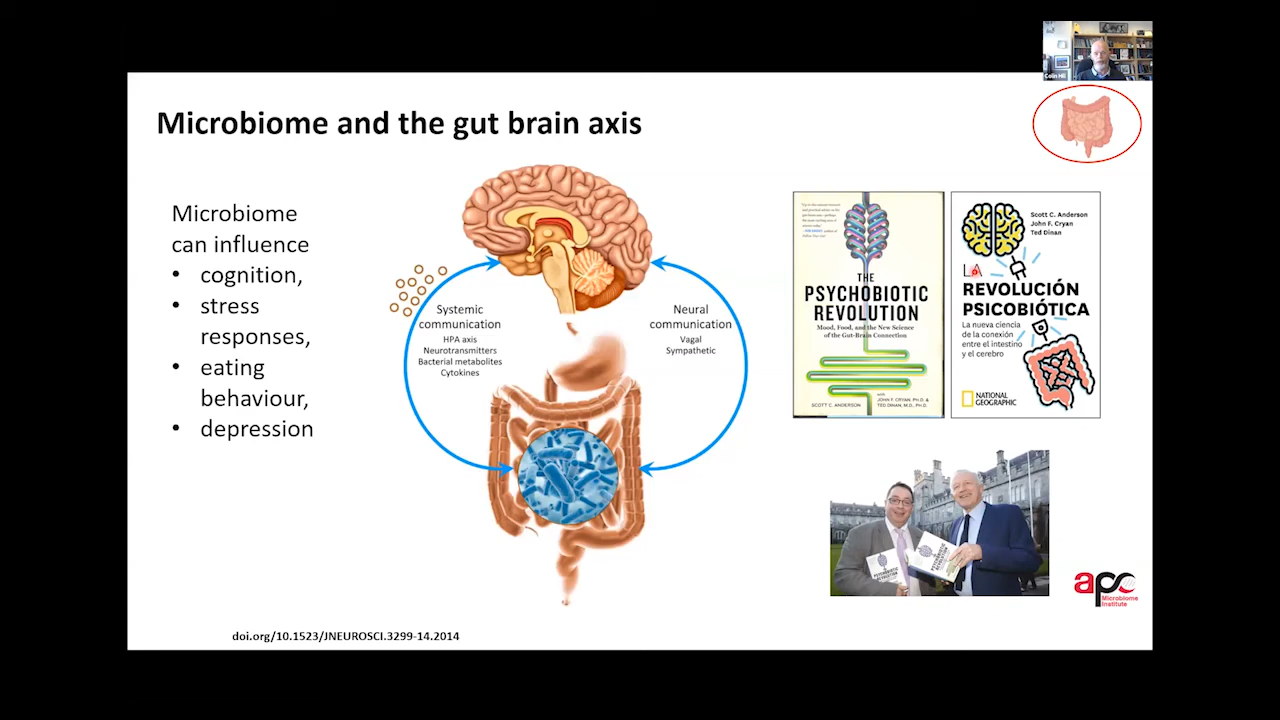 Colin Hill
Microbiome and the gut brain axis
Microbiome
can influence
• cognition,
• stress
responses,
• eating
behaviour,
• depression
Systemic
communication
HPA axis
Neurotransmitters
Bacterial metabolites
Cytokines
Neural
communication
Vagal
Sympathetic
THE
PSYCHOBIOTIC
REVOLUTION
Mood, Food, and the New Science
of the Gut-Brain Connection
SCOTT C. ANDERSON
with
JOHN F. CRYAN, PH.D. &
TED DINAN, M.D., PH.D.
Scott C. Anderson
John F. Cryan
Ted Dinan
LA
REVOLUCIÓN
PSICOBIÓTICA
La nueva ciencia
de la conexión
entre el intestino
y el cerebro
NATIONAL
GEOGRAPHIC
PSYCHOBIOTIC
REVOLUTION
apc
Microbiome
Institute
doi.org/10.1523/JNEUROSCI.3299-14.2014